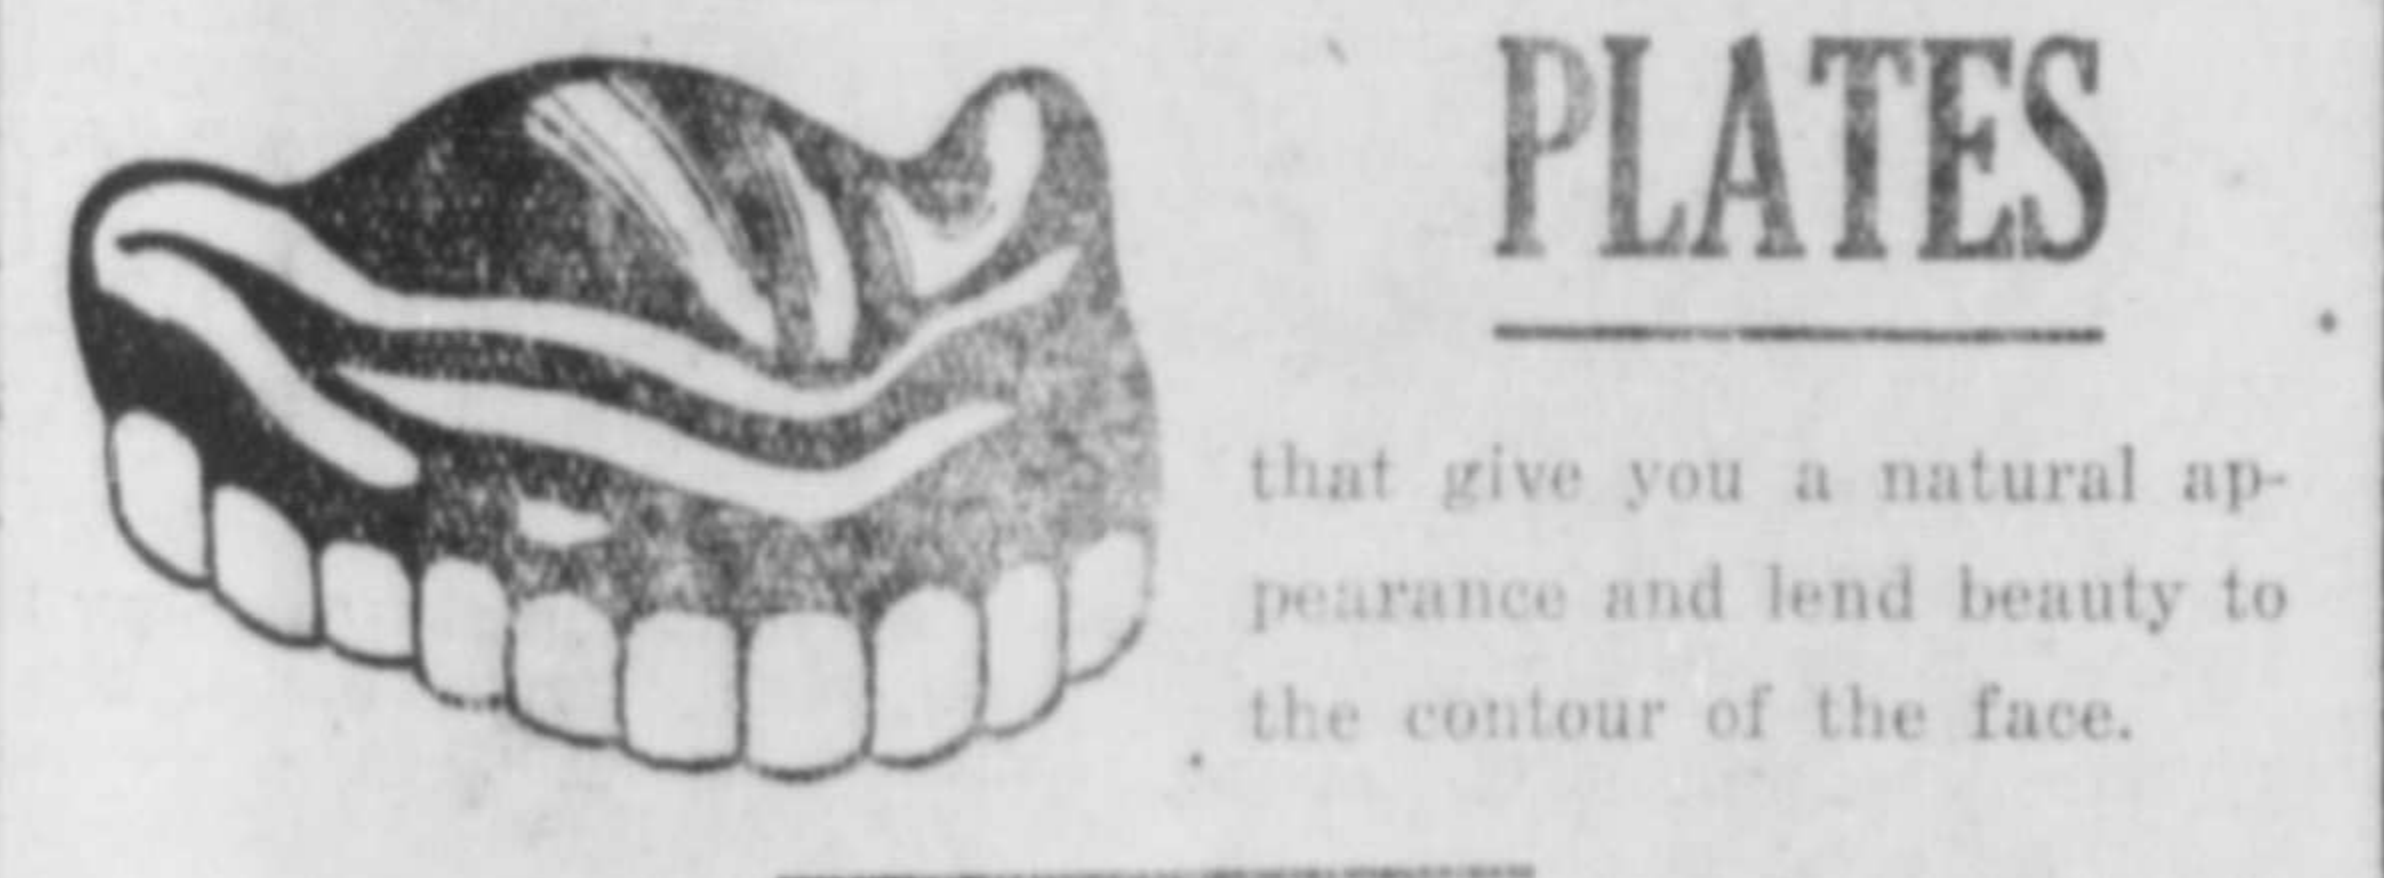 PLATES
that give you a natural ap-
pearance and lend beauty to
the contour of the face.